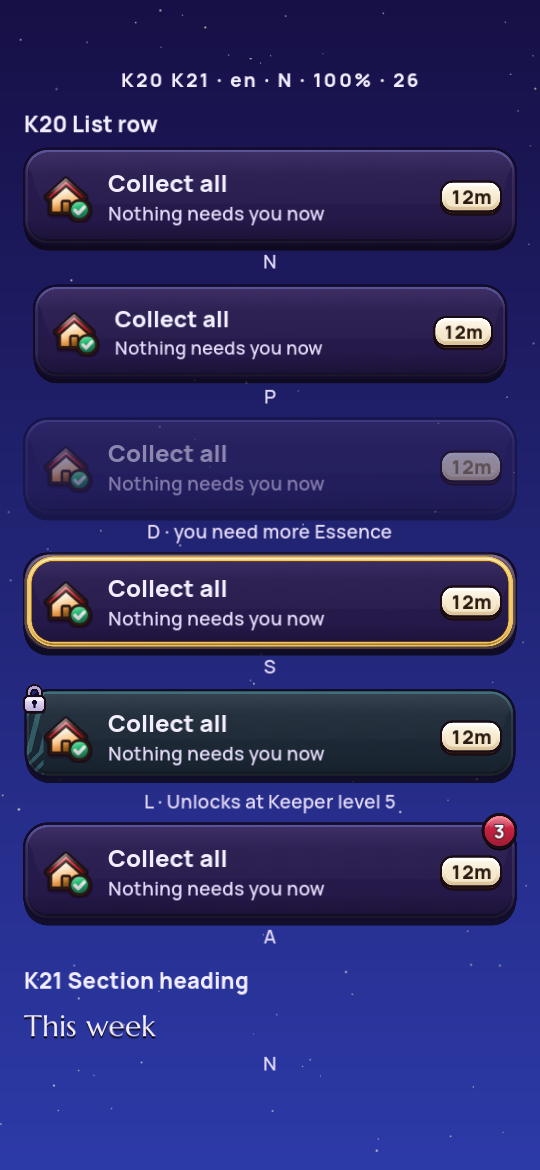 K20 K21 · en · N · 100% · 26
K20 List row
Collect all
Nothing needs you now
12m
N
Collect all
Nothing needs you now
12m
P
Collect all
Nothing needs you now
12m
D · you need more Essence
Collect all
Nothing needs you now
12m
S
Collect all
Nothing needs you now
12m
L · Unlocks at Keeper level 5
3
Collect all
Nothing needs you now
12m
A
K21 Section heading
This week
N